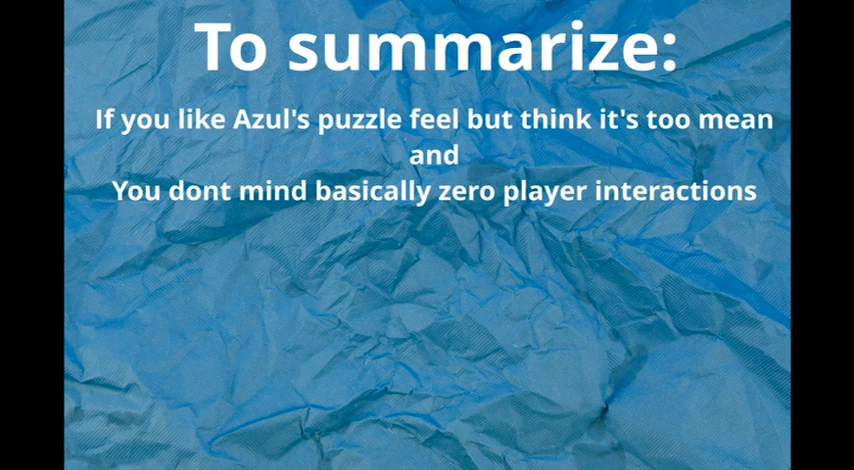 To summarize:
If you like Azul's puzzle feel but think it's too mean
and
You dont mind basically zero player interactions